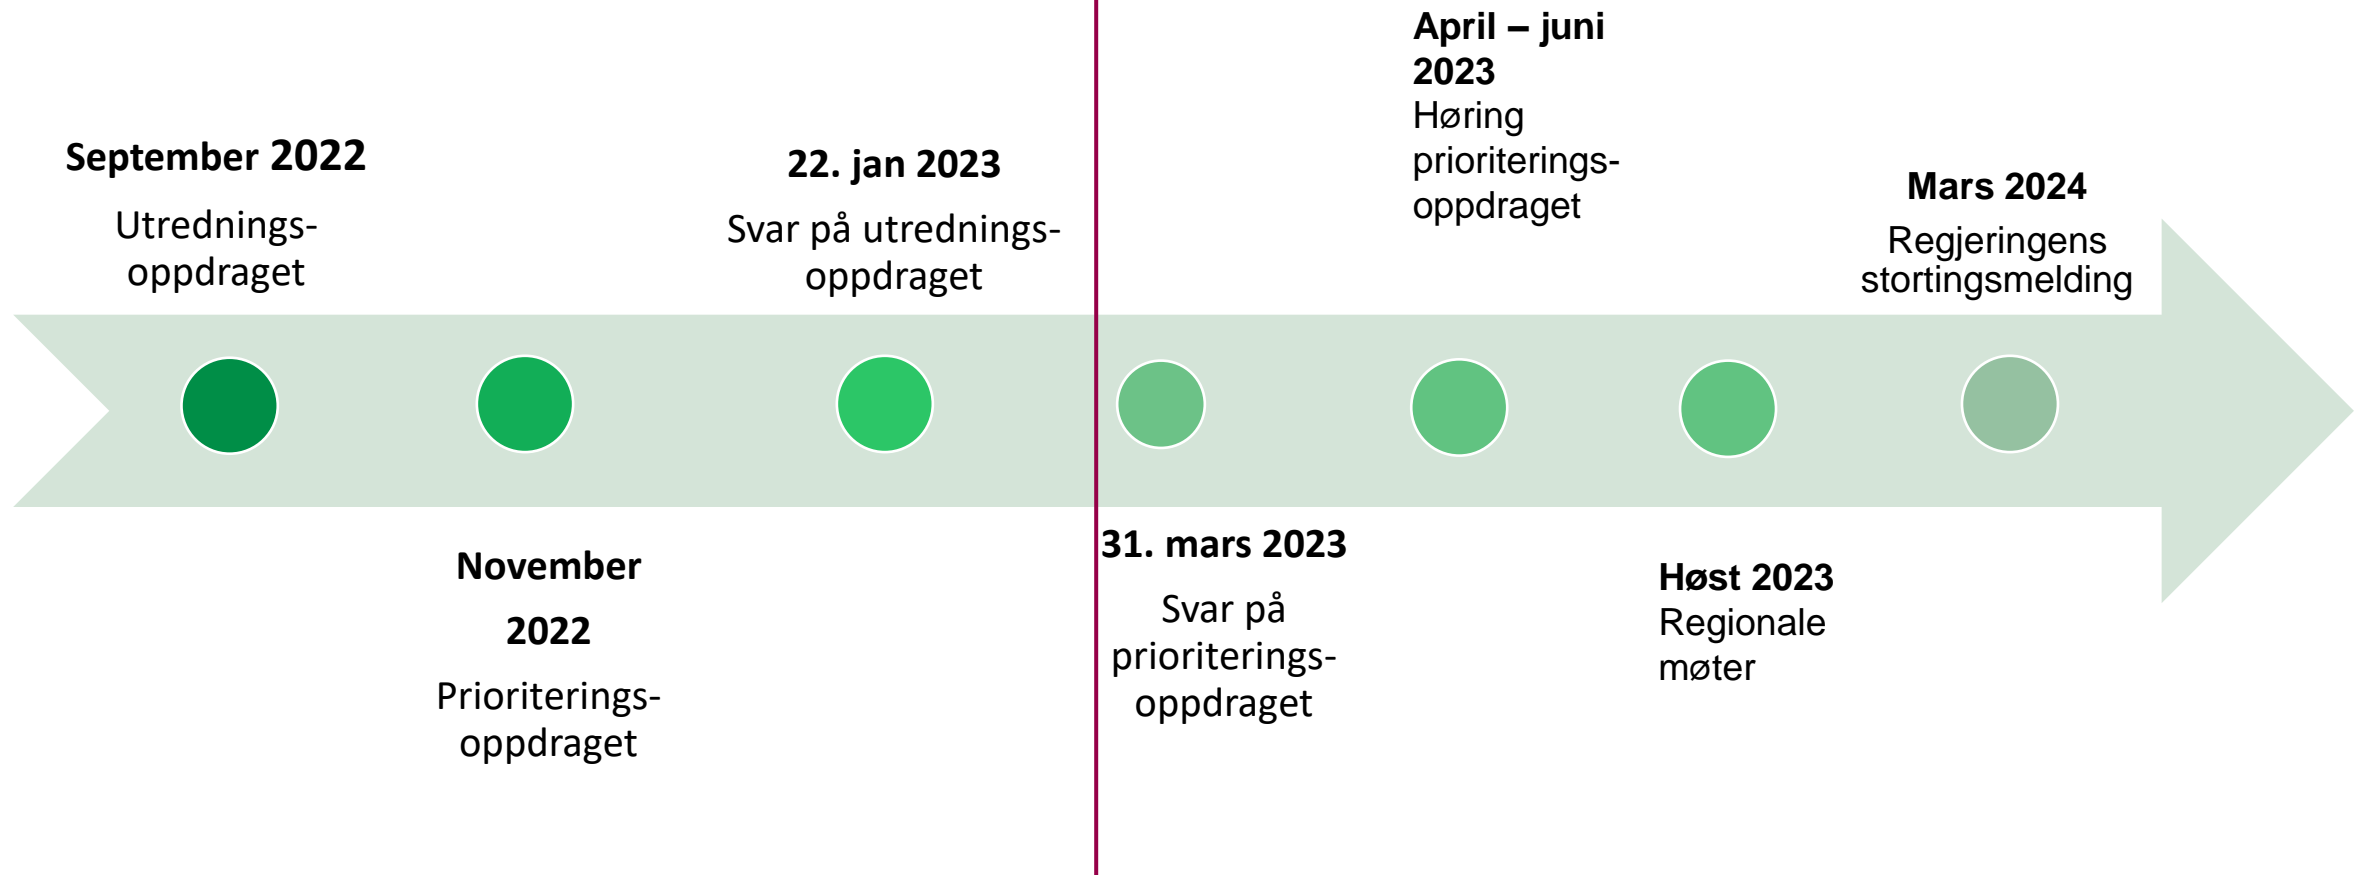 September 2022
Utrednings-
oppdraget
November
2022
Prioriterings-
oppdraget
22. jan 2023
Svar på utrednings-
oppdraget
31. mars 2023
Svar på
prioriterings-
oppdraget
April – juni
2023
Høring
prioriterings-
oppdraget
Høst 2023
Regionale
møter
Mars 2024
Regjeringens
stortingsmelding